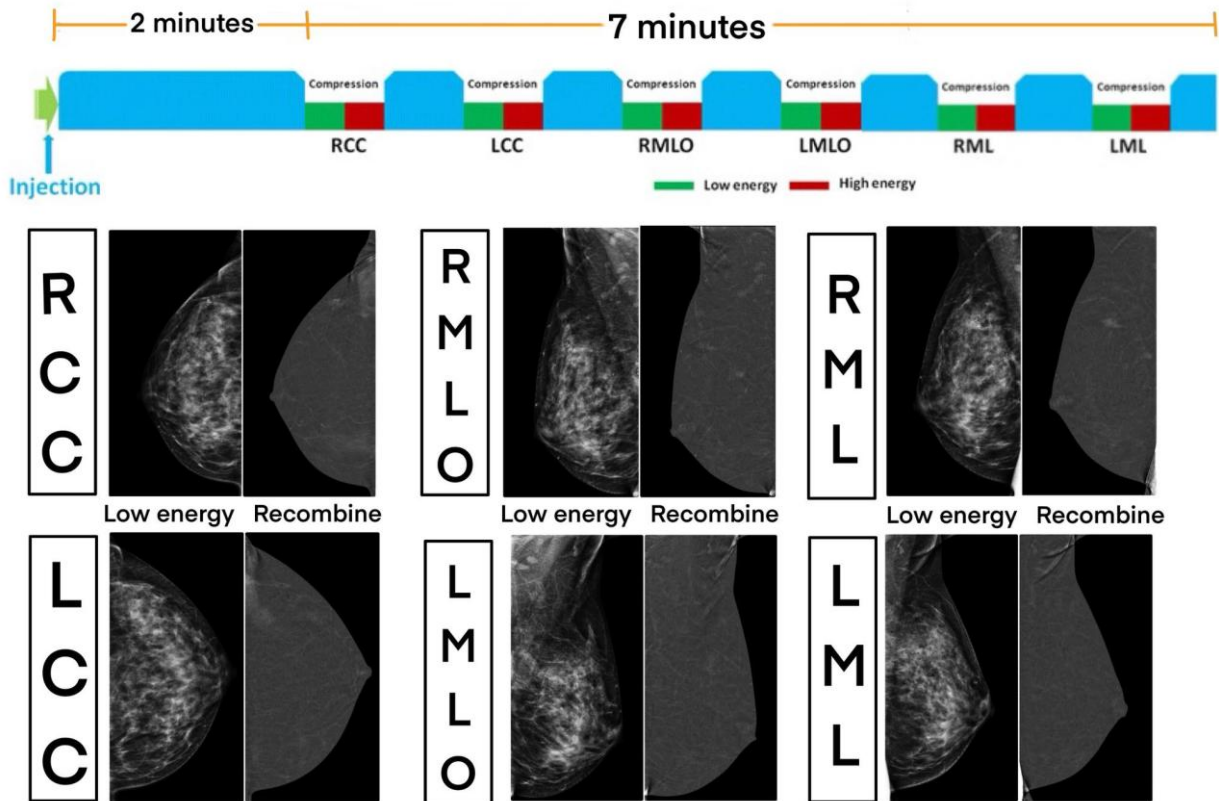 2 minutes 7 minutes
Compression Compression Compression Compression Compression Compression
RCC LCC RMLO LMLO RML LML
Injection
Low energy High energy
R
C
C
R
M
L
O
R
M
L
Low energy Recombine Low energy Recombine Low energy Recombine
L
C
C
L
M
L
O
L
M
L